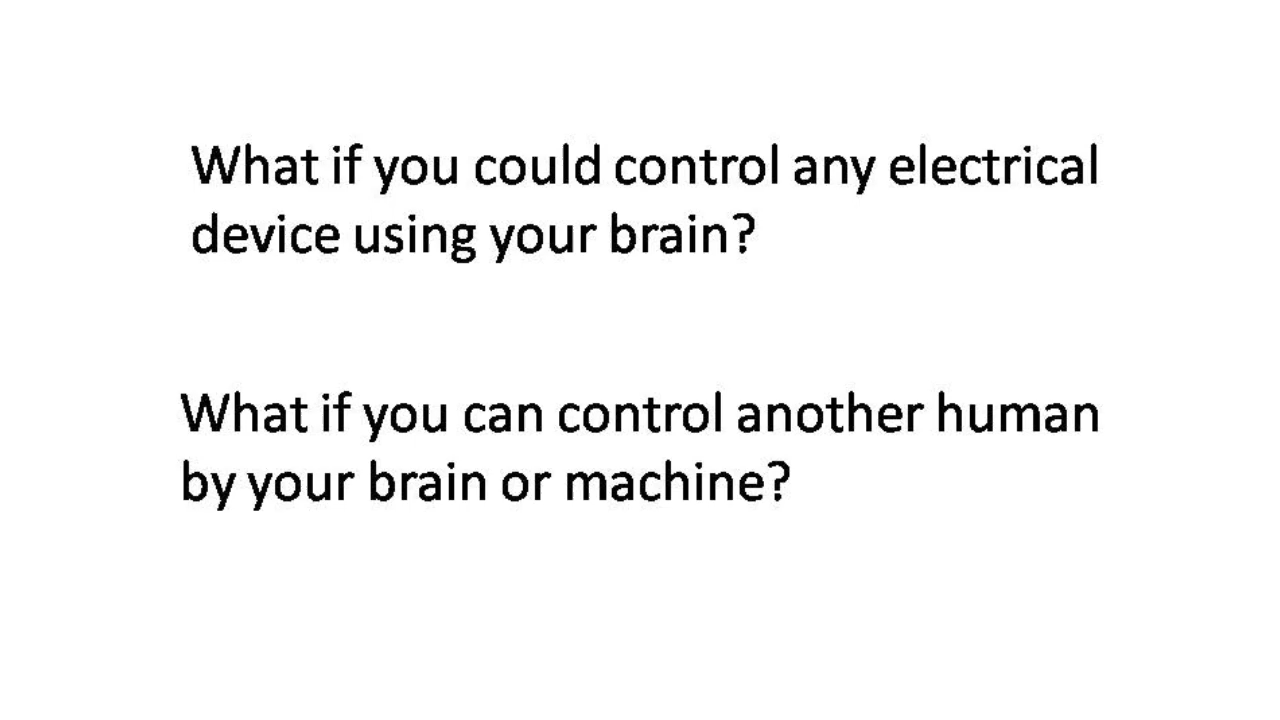 What if you could control any electrical
device using your brain?
What if you can control another human
by your brain or machine?